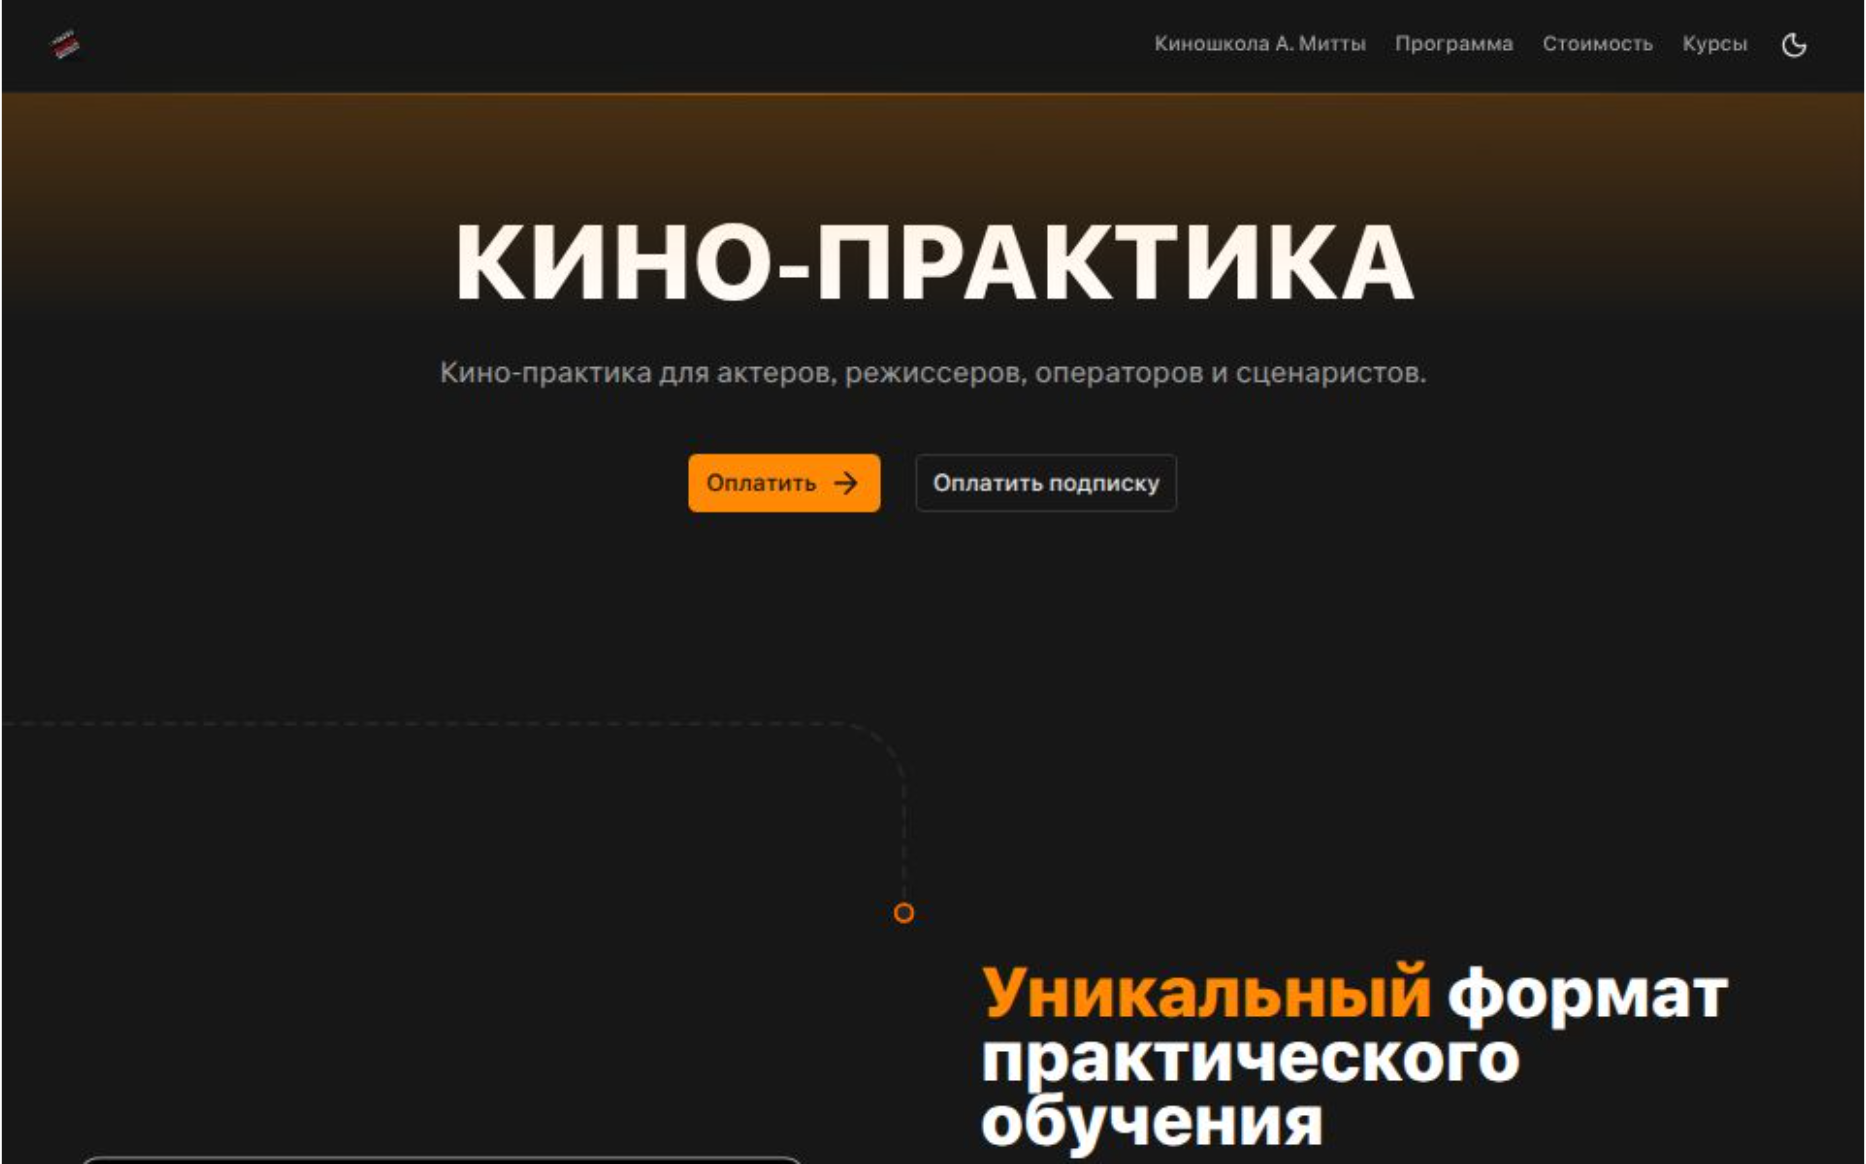 Киношкола А. Митты Программа Стоимость Курсы
КИНО-ПРАКТИКА
Кино-практика для актеров, режиссеров, операторов и сценаристов.
Оплатить Оплатить подписку
Уникальный формат
практического
обучения